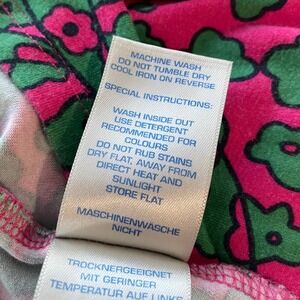 MACHINE WASH
DO NOT TUMBLE DRY
COOL IRON ON REVERSE
SPECIAL INSTRUCTIONS:
WASH INSIDE OUT
USE DETERGENT
RECOMMENDED FOR
COLOURS
DO NOT RUB STAINS
DRY FLAT, AWAY FROM
DIRECT HEAT AND
SUNLIGHT
STORE FLAT
MASCHINENWÄSCHE
NICHT
TROCKNERGEEIGNET
MIT GERINGER
TEMPERATUR AUF LINKS